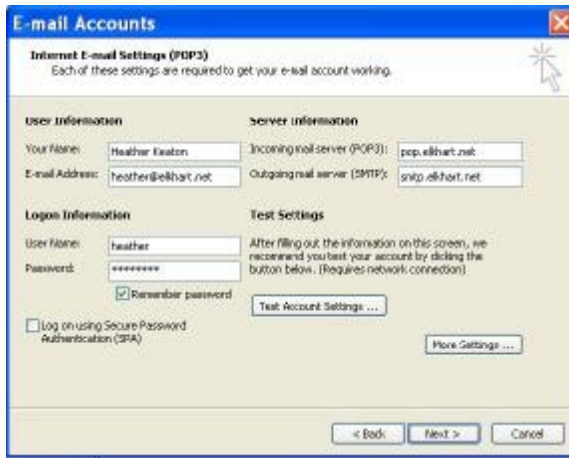 E-mail Accounts
Internet E-mail Settings (POP3)
Each of these settings are required to get your e-mail account working.
User Information
Server Information
Your Name: Heather Keaton
Incoming mail server (POP3): pop.elkhart.net
E-mail Address: heather@elkhart.net
Outgoing mail server (SMTP): smtp.elkhart.net
Logon Information
Test Settings
User Name: heather
After filling out the information on this screen, we
recommend you test your account by clicking the
button below. (Requires network connection)
Password: ********
Remember password
Test Account Settings ...
Log on using Secure Password
Authentication (SPA)
More Settings ...
< Back Next > Cancel